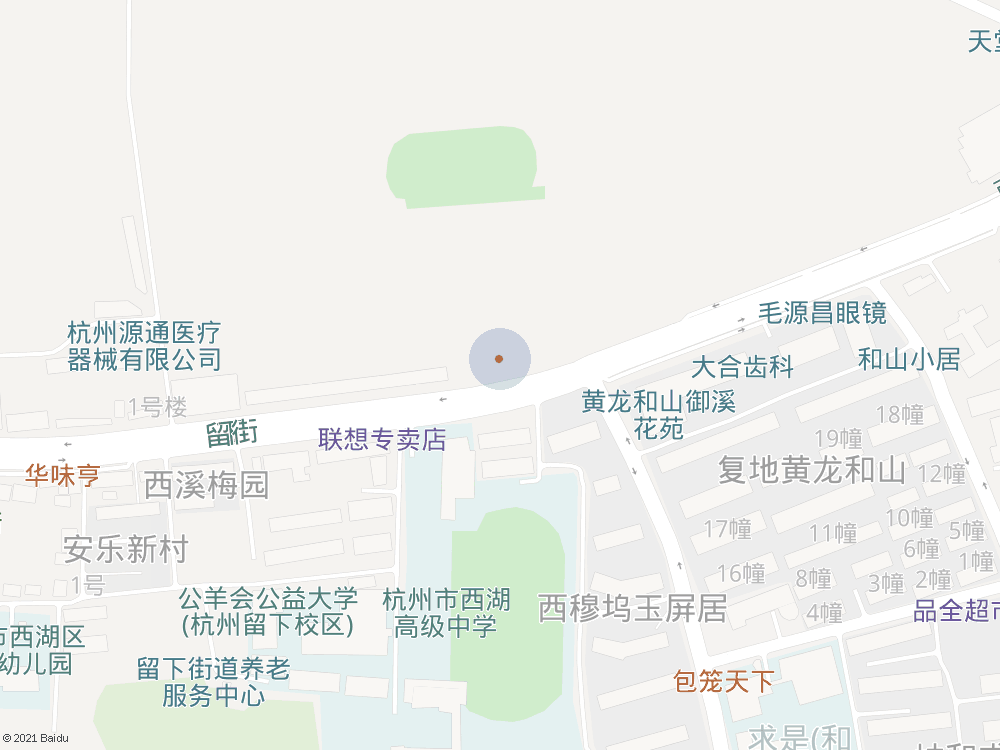 天堂
杭州源通医疗
器械有限公司
毛源昌眼镜
大合齿科
和山小居
1号楼
黄龙和山御溪
花苑
18幢
留街
联想专卖店
19幢
华味亨
西溪梅园
复地黄龙和山
12幢
10幢
17幢
11幢
5幢
安乐新村
6幢
1幢
1号
16幢
8幢
3幢
2幢
公羊会公益大学
(杭州留下校区)
杭州市西湖
高级中学
西穆坞玉屏居
4幢
品全超市
市西湖区
幼儿园
留下街道养老
服务中心
包笼天下
求是(和
© 2021 Baidu